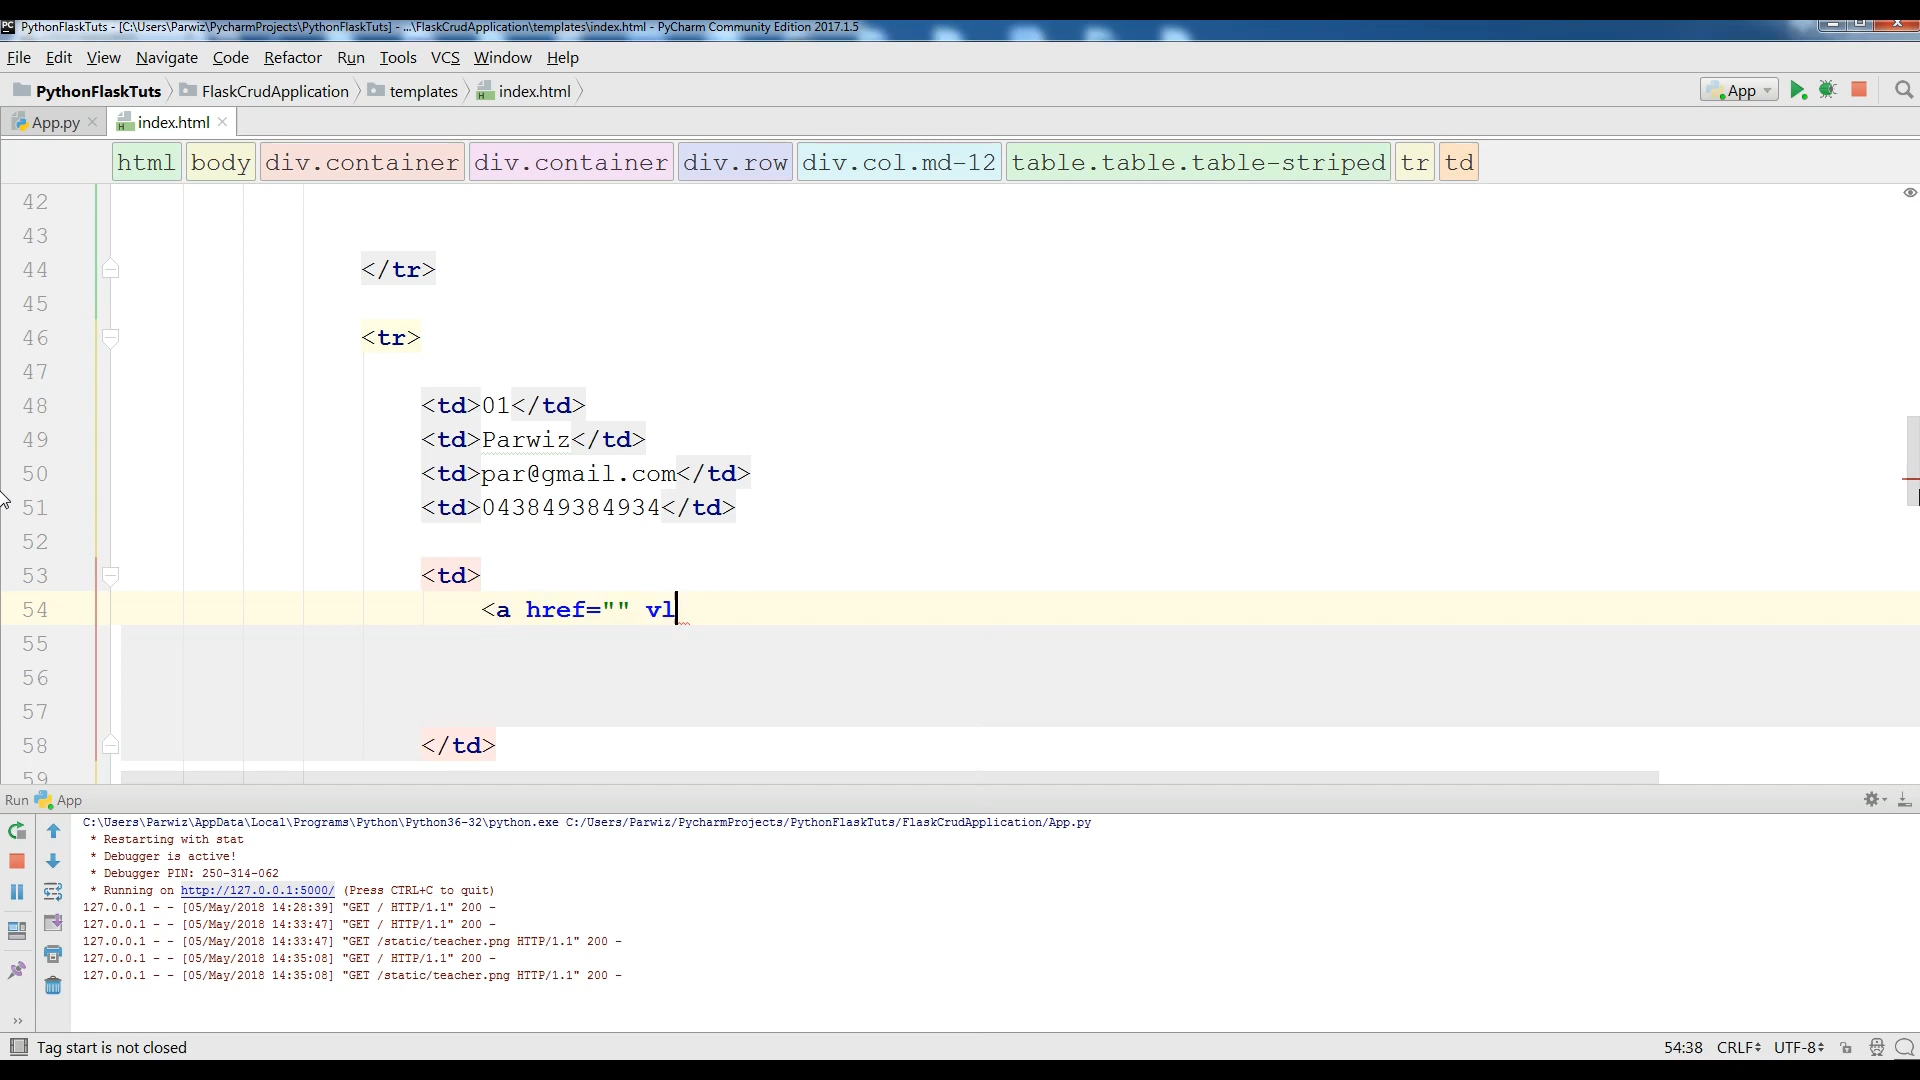 PC PythonFlaskTuts - [C:\Users\Parwiz\PycharmProjects\PythonFlaskTuts] - ...\FlaskCrudApplication\templates\index.html - PyCharm Community Edition 2017.1.5
File Edit View Navigate Code Refactor Run Tools VCS Window Help
PythonFlaskTuts FlaskCrudApplication templates index.html App
App.py index.html
html body div.container div.container div.row div.col.md-12 table.table.table-striped tr td
42
43
44 </tr>
45
46 <tr>
47
48 <td>01</td>
49 <td>Parwiz</td>
50 <td>par@gmail.com</td>
51 <td>043849384934</td>
52
53 <td>
54 <a href="" vl
55
56
57
58 </td>
59
Run App
C:\Users\Parwiz\AppData\Local\Programs\Python\Python36-32\python.exe C:/Users/Parwiz/PycharmProjects/PythonFlaskTuts/FlaskCrudApplication/App.py
* Restarting with stat
* Debugger is active!
* Debugger PIN: 250-314-062
* Running on http://127.0.0.1:5000/ (Press CTRL+C to quit)
127.0.0.1 - - [05/May/2018 14:28:39] "GET / HTTP/1.1" 200 -
127.0.0.1 - - [05/May/2018 14:33:47] "GET / HTTP/1.1" 200 -
127.0.0.1 - - [05/May/2018 14:33:47] "GET /static/teacher.png HTTP/1.1" 200 -
127.0.0.1 - - [05/May/2018 14:35:08] "GET / HTTP/1.1" 200 -
127.0.0.1 - - [05/May/2018 14:35:08] "GET /static/teacher.png HTTP/1.1" 200 -
Tag start is not closed 54:38 CRLF UTF-8